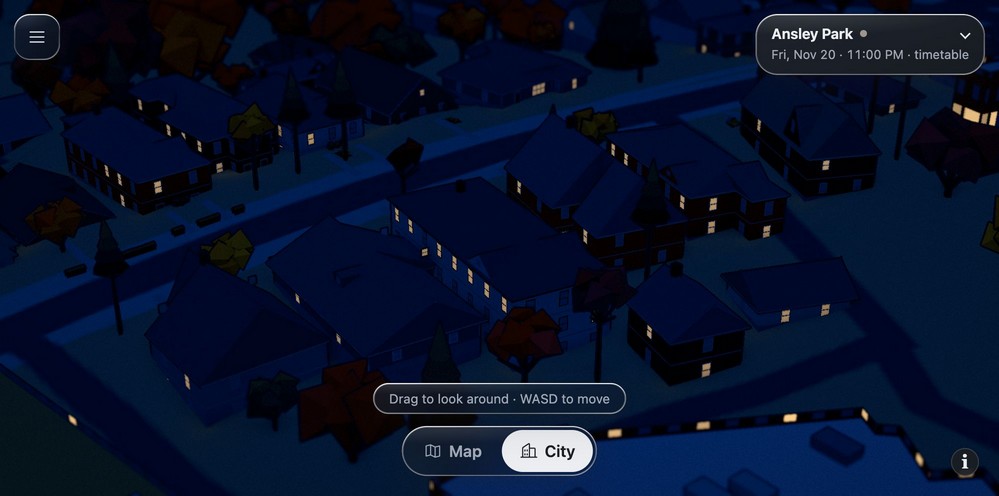 Ansley Park
Fri, Nov 20 · 11:00 PM · timetable
Drag to look around · WASD to move
Map
City
i